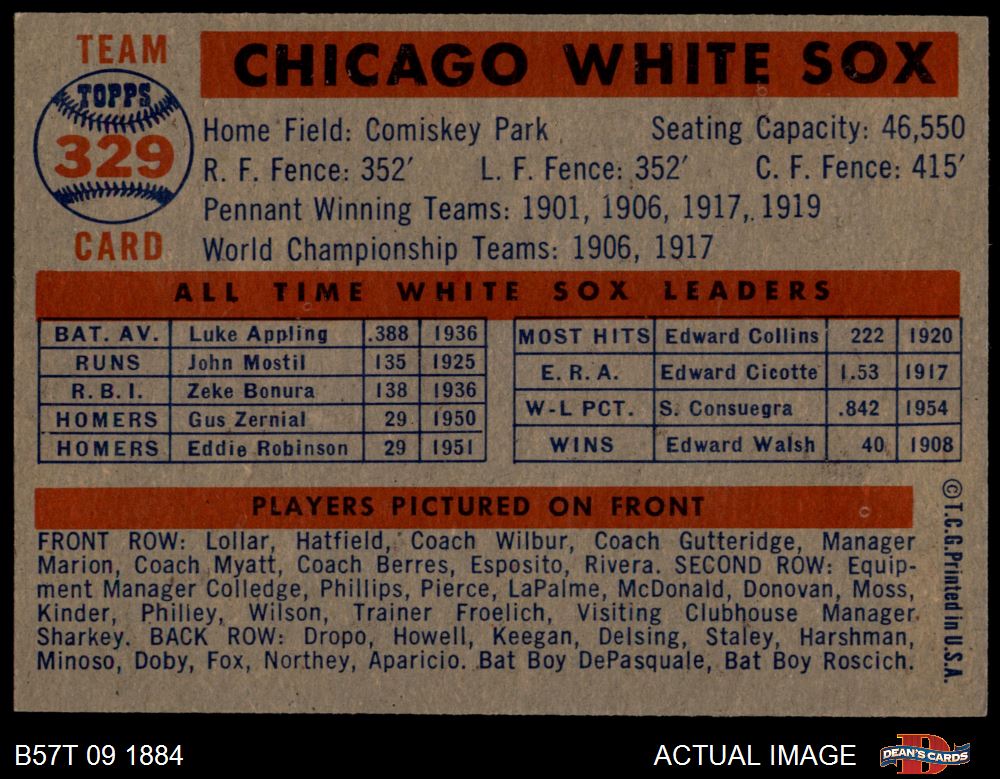 TEAM
TOPPS
329
CARD
CHICAGO WHITE SOX
Home Field: Comiskey Park Seating Capacity: 46,550
R. F. Fence: 352′ L. F. Fence: 352′ C. F. Fence: 415′
Pennant Winning Teams: 1901, 1906, 1917, 1919
World Championship Teams: 1906, 1917
ALL TIME WHITE SOX LEADERS
BAT. AV. Luke Appling .388 1936
RUNS John Mostil 135 1925
R.B.I. Zeke Bonura 138 1936
HOMERS Gus Zernial 29 1950
HOMERS Eddie Robinson 29 1951
MOST HITS Edward Collins 222 1920
E.R.A. Edward Cicotte 1.53 1917
W-L PCT. S. Consuegra .842 1954
WINS Edward Walsh 40 1908
PLAYERS PICTURED ON FRONT
FRONT ROW: Lollar, Hatfield, Coach Wilbur, Coach Gutteridge, Manager
Marion, Coach Myatt, Coach Berres, Esposito, Rivera. SECOND ROW: Equip-
ment Manager Colledge, Phillips, Pierce, LaPalme, McDonald, Donovan, Moss,
Kinder, Philley, Wilson, Trainer Froelich, Visiting Clubhouse Manager
Sharkey. BACK ROW: Dropo, Howell, Keegan, Delsing, Staley, Harshman,
Minoso, Doby, Fox, Northey, Aparicio. Bat Boy DePasquale, Bat Boy Roscich.
© T.C.G. Printed in U.S.A.
B57T 09 1884
ACTUAL IMAGE
DEAN'S CARDS